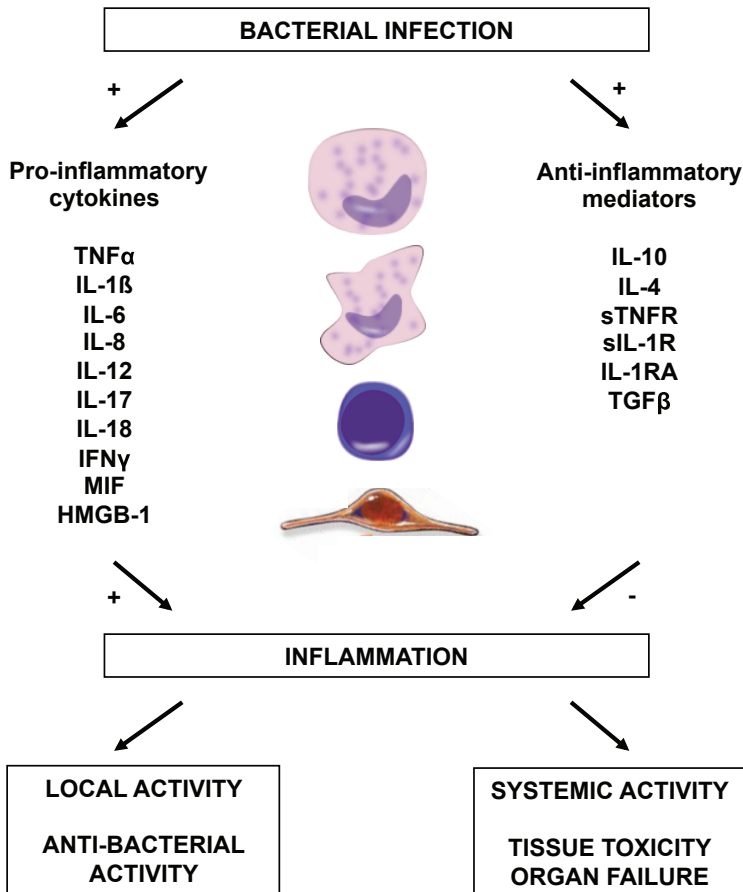 BACTERIAL INFECTION
+
+
Pro-inflammatory
cytokines
TNFα
IL-1ß
IL-6
IL-8
IL-12
IL-17
IL-18
IFNγ
MIF
HMGB-1
Anti-inflammatory
mediators
IL-10
IL-4
sTNFR
sIL-1R
IL-1RA
TGFβ
+
-
INFLAMMATION
LOCAL ACTIVITY
ANTI-BACTERIAL
ACTIVITY
SYSTEMIC ACTIVITY
TISSUE TOXICITY
ORGAN FAILURE